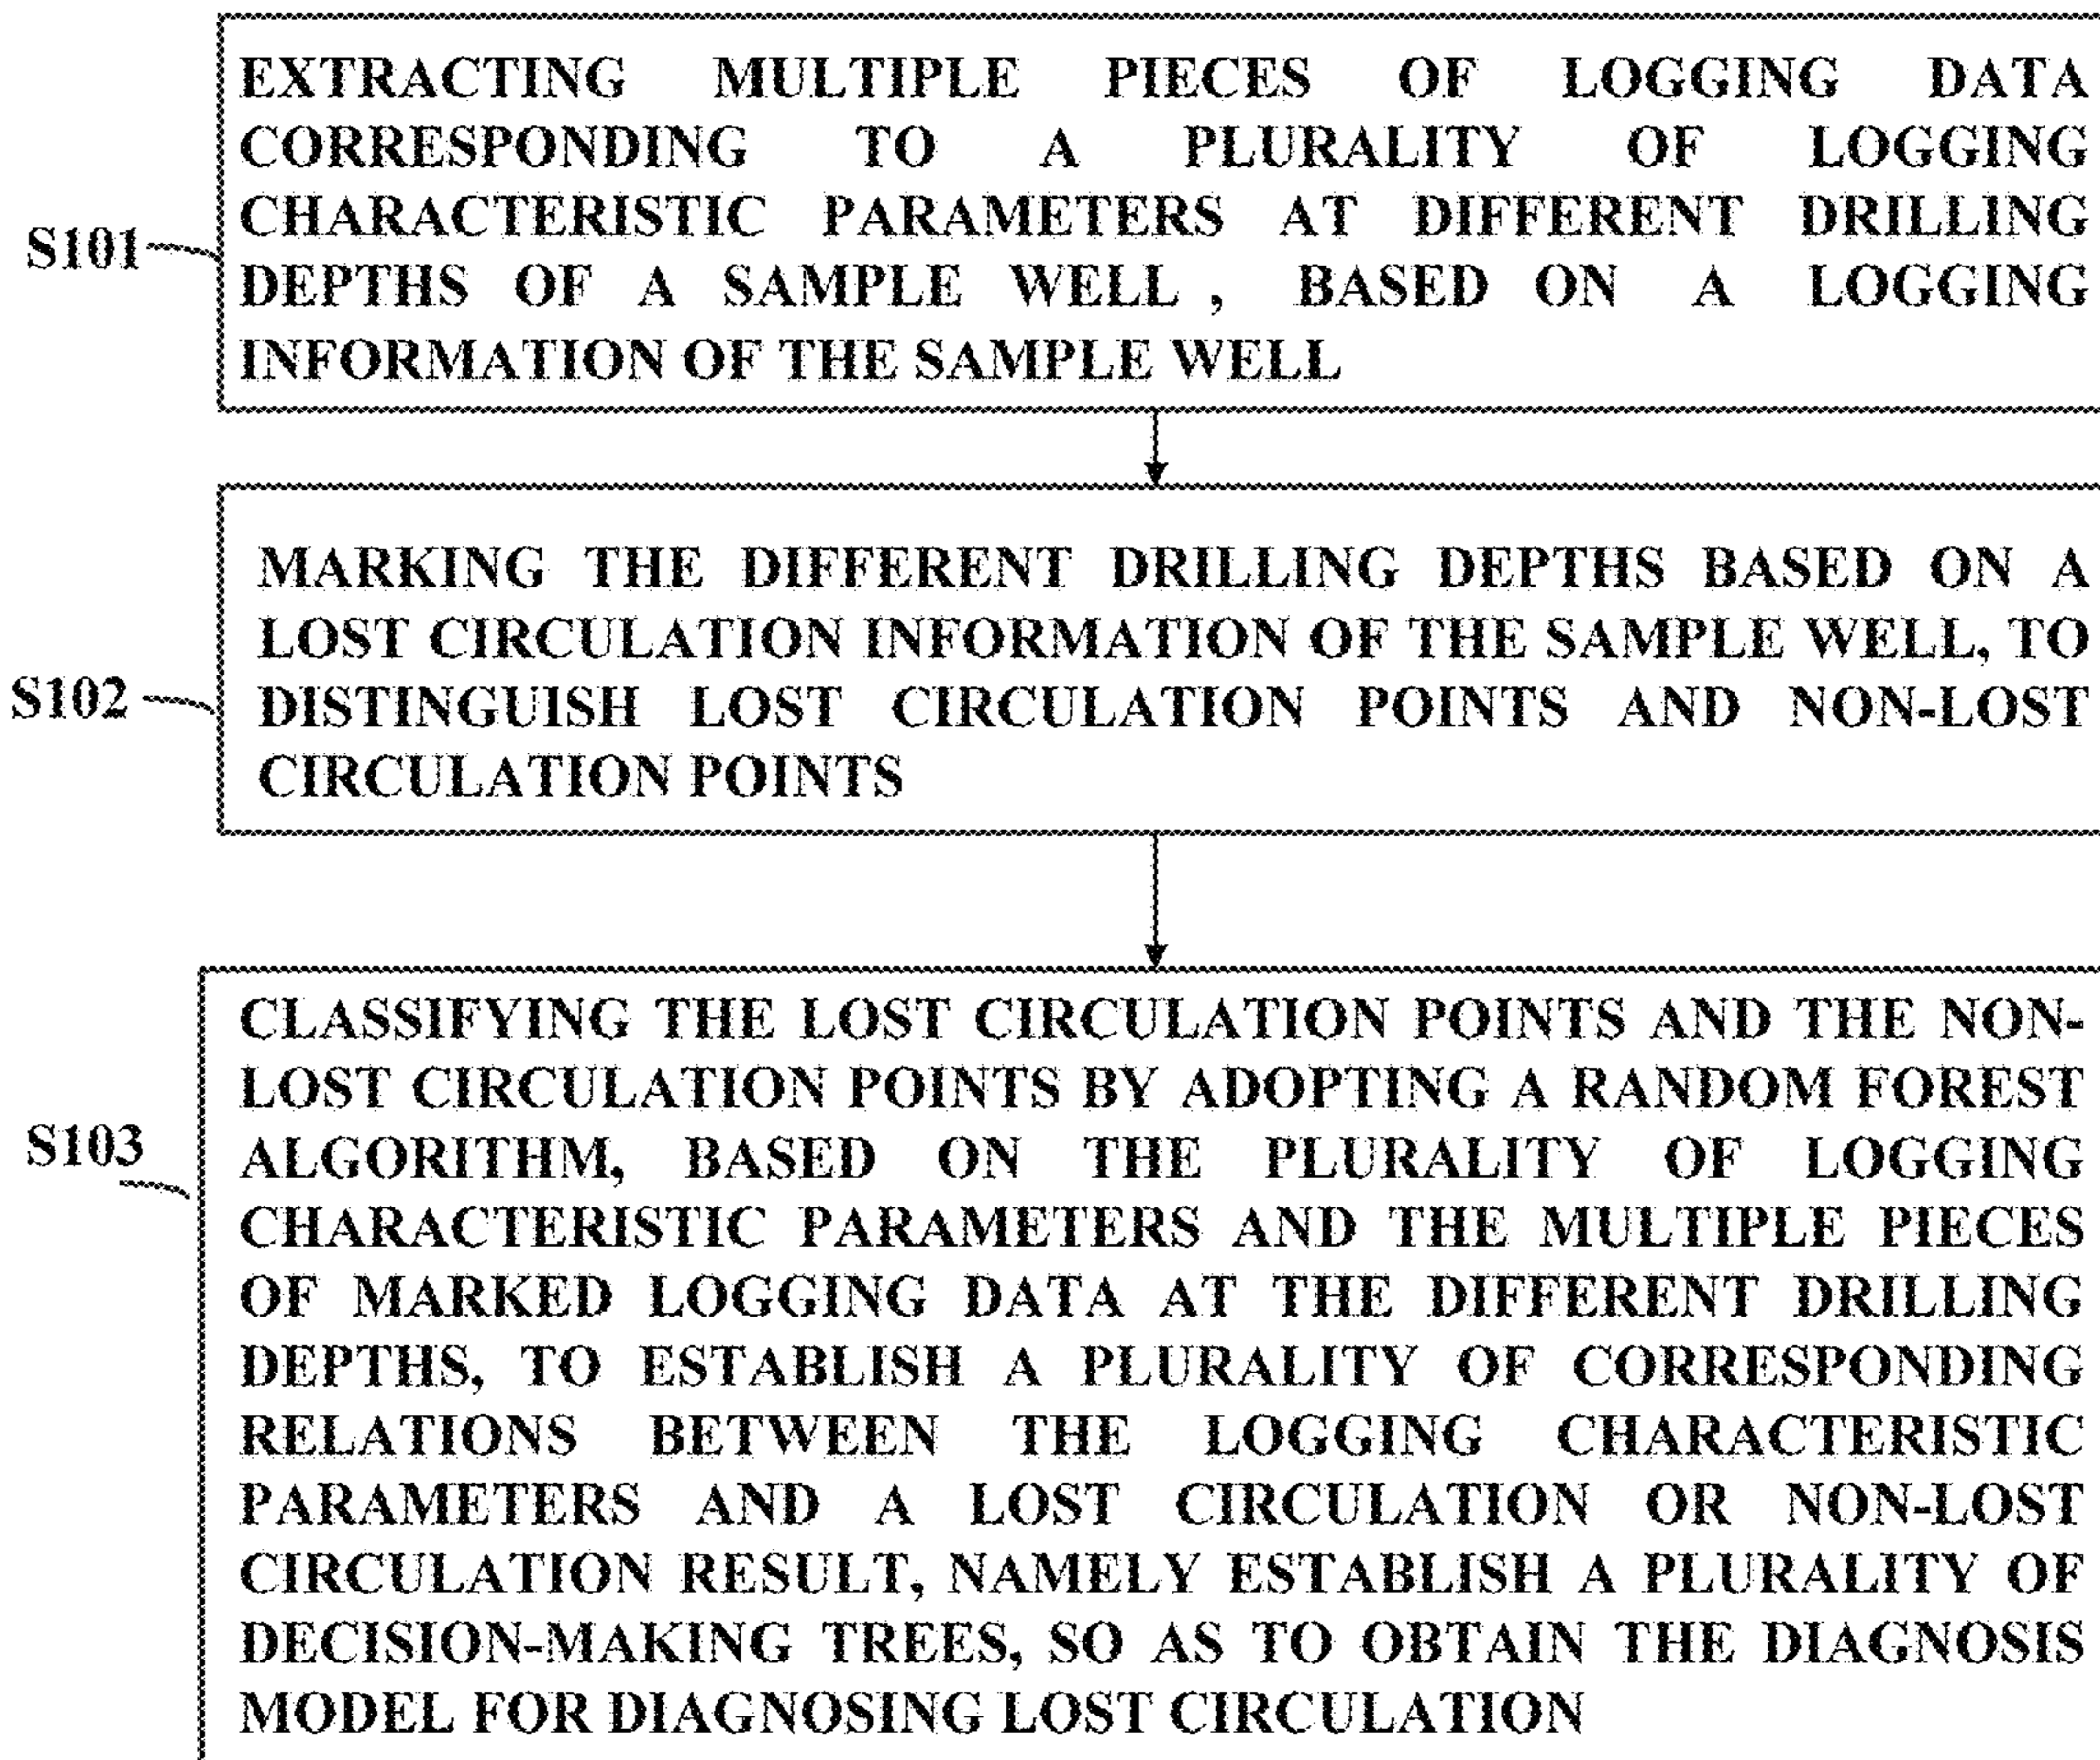 EXTRACTING MULTIPLE PIECES OF LOGGING DATA
CORRESPONDING TO A PLURALITY OF LOGGING
CHARACTERISTIC PARAMETERS AT DIFFERENT DRILLING
S101
DEPTHS OF A SAMPLE WELL , BASED ON A LOGGING
INFORMATION OF THE SAMPLE WELL
MARKING THE DIFFERENT DRILLING DEPTHS BASED ON A
LOST CIRCULATION INFORMATION OF THE SAMPLE WELL, TO
S102
DISTINGUISH LOST CIRCULATION POINTS AND NON-LOST
CIRCULATION POINTS
CLASSIFYING THE LOST CIRCULATION POINTS AND THE NON-
LOST CIRCULATION POINTS BY ADOPTING A RANDOM FOREST
S103
ALGORITHM, BASED ON THE PLURALITY OF LOGGING
CHARACTERISTIC PARAMETERS AND THE MULTIPLE PIECES
OF MARKED LOGGING DATA AT THE DIFFERENT DRILLING
DEPTHS, TO ESTABLISH A PLURALITY OF CORRESPONDING
RELATIONS BETWEEN THE LOGGING CHARACTERISTIC
PARAMETERS AND A LOST CIRCULATION OR NON-LOST
CIRCULATION RESULT, NAMELY ESTABLISH A PLURALITY OF
DECISION-MAKING TREES, SO AS TO OBTAIN THE DIAGNOSIS
MODEL FOR DIAGNOSING LOST CIRCULATION